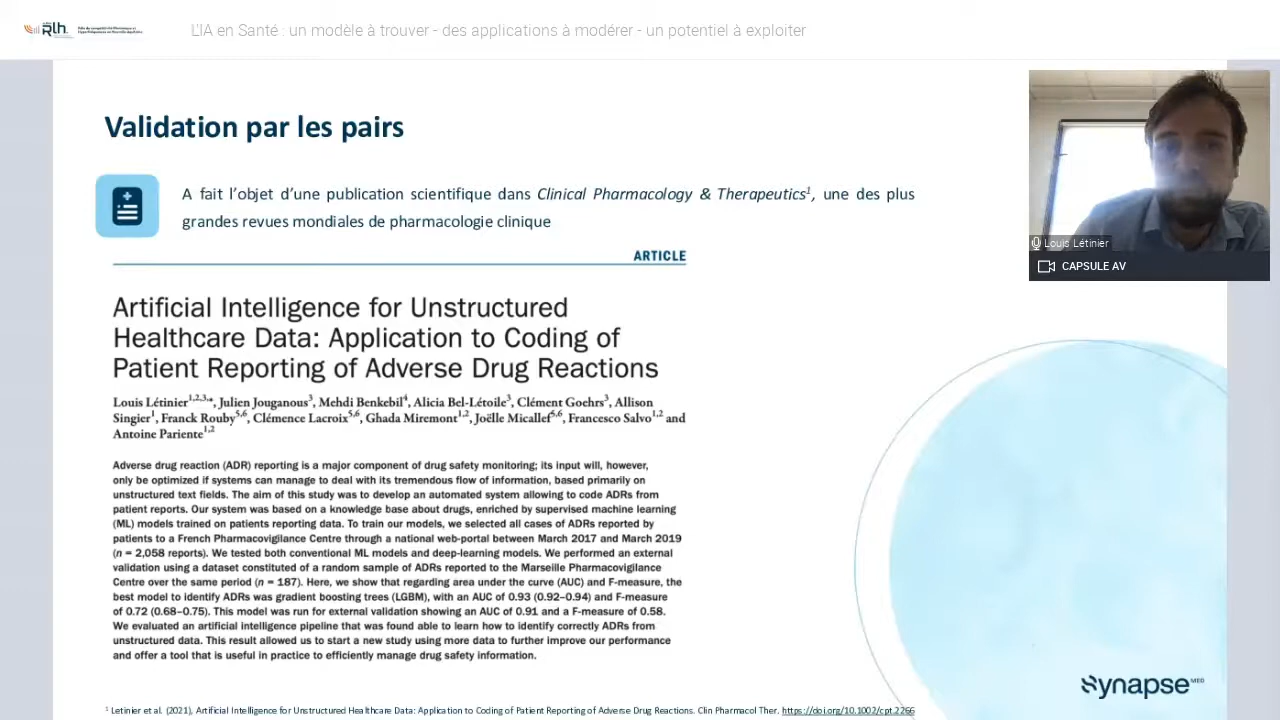 Rlh
L'IA en Santé : un modèle à trouver - des applications à modérer - un potentiel à exploiter
Validation par les pairs
A fait l'objet d'une publication scientifique dans Clinical Pharmacology & Therapeutics¹, une des plus
grandes revues mondiales de pharmacologie clinique
Louis Létinier
CAPSULE AV
ARTICLE
Artificial Intelligence for Unstructured
Healthcare Data: Application to Coding of
Patient Reporting of Adverse Drug Reactions
Louis Létinier1,2,3,*, Julien Jouganous3, Mehdi Benkebil4, Alicia Bel-Létoile3, Clément Goehrs3, Allison
Singier1, Franck Rouby5,6, Clémence Lacroix5,6, Ghada Miremont1,2, Joëlle Micallef5,6, Francesco Salvo1,2 and
Antoine Pariente1,2
Adverse drug reaction (ADR) reporting is a major component of drug safety monitoring; its input will, however,
only be optimized if systems can manage to deal with its tremendous flow of information, based primarily on
unstructured text fields. The aim of this study was to develop an automated system allowing to code ADRs from
patient reports. Our system was based on a knowledge base about drugs, enriched by supervised machine learning
(ML) models trained on patients reporting data. To train our models, we selected all cases of ADRs reported by
patients to a French Pharmacovigilance Centre through a national web-portal between March 2017 and March 2019
(n = 2,058 reports). We tested both conventional ML models and deep-learning models. We performed an external
validation using a dataset constituted of a random sample of ADRs reported to the Marseille Pharmacovigilance
Centre over the same period (n = 187). Here, we show that regarding area under the curve (AUC) and F-measure, the
best model to identify ADRs was gradient boosting trees (LGBM), with an AUC of 0.93 (0.92–0.94) and F-measure
of 0.72 (0.68–0.75). This model was run for external validation showing an AUC of 0.91 and a F-measure of 0.58.
We evaluated an artificial intelligence pipeline that was found able to learn how to identify correctly ADRs from
unstructured data. This result allowed us to start a new study using more data to further improve our performance
and offer a tool that is useful in practice to efficiently manage drug safety information.
Synapse MED
¹ Letinier et al. (2021), Artificial Intelligence for Unstructured Healthcare Data: Application to Coding of Patient Reporting of Adverse Drug Reactions. Clin Pharmacol Ther. https://doi.org/10.1002/cpt.2266